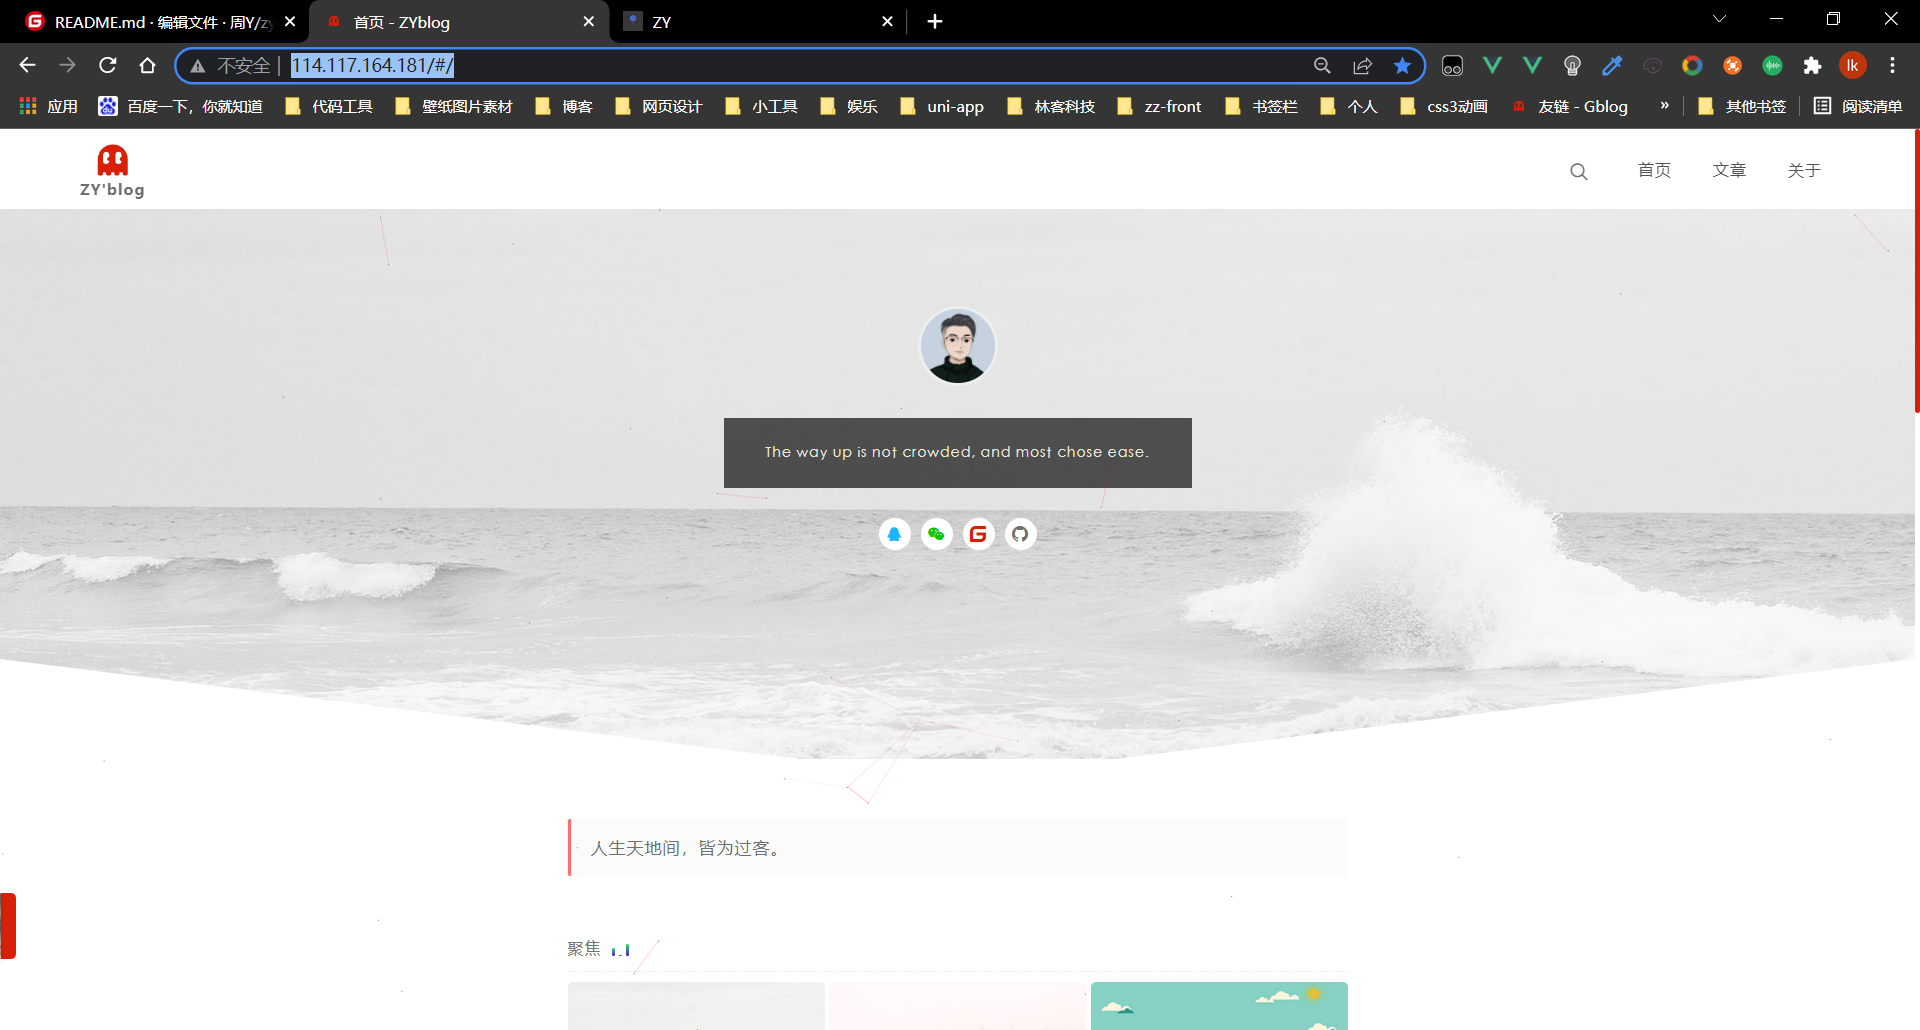 README.md · 编辑文件 · 周Y/zy
首页 - ZYblog
ZY
不安全
114.117.164.181/#/
lk
应用
百度一下，你就知道
代码工具
壁纸图片素材
博客
网页设计
小工具
娱乐
uni-app
林客科技
zz-front
书签栏
个人
css3动画
友链 - Gblog
»
其他书签
阅读清单
ZY'blog
首页
文章
关于
The way up is not crowded, and most chose ease.
人生天地间，皆为过客。
聚焦